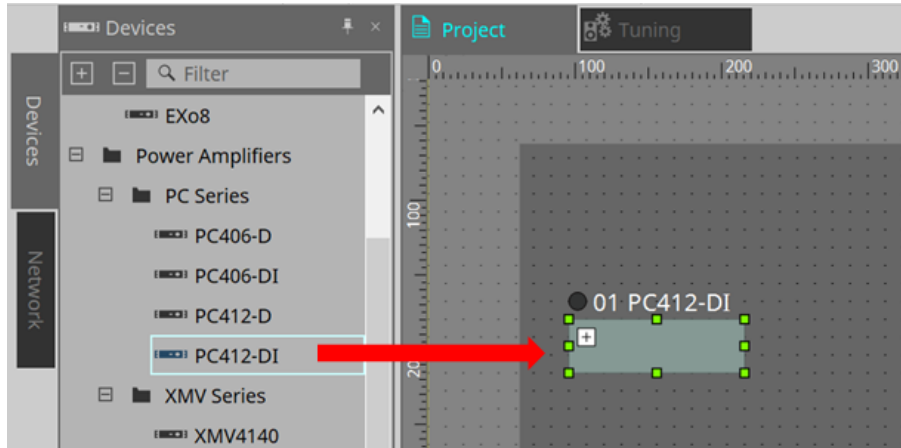 Devices
Project
Tuning
Filter
0
100
200
300
EXo8
Devices
Power Amplifiers
PC Series
PC406-D
PC406-DI
PC412-D
PC412-DI
XMV Series
XMV4140
Network
100
01 PC412-DI
20